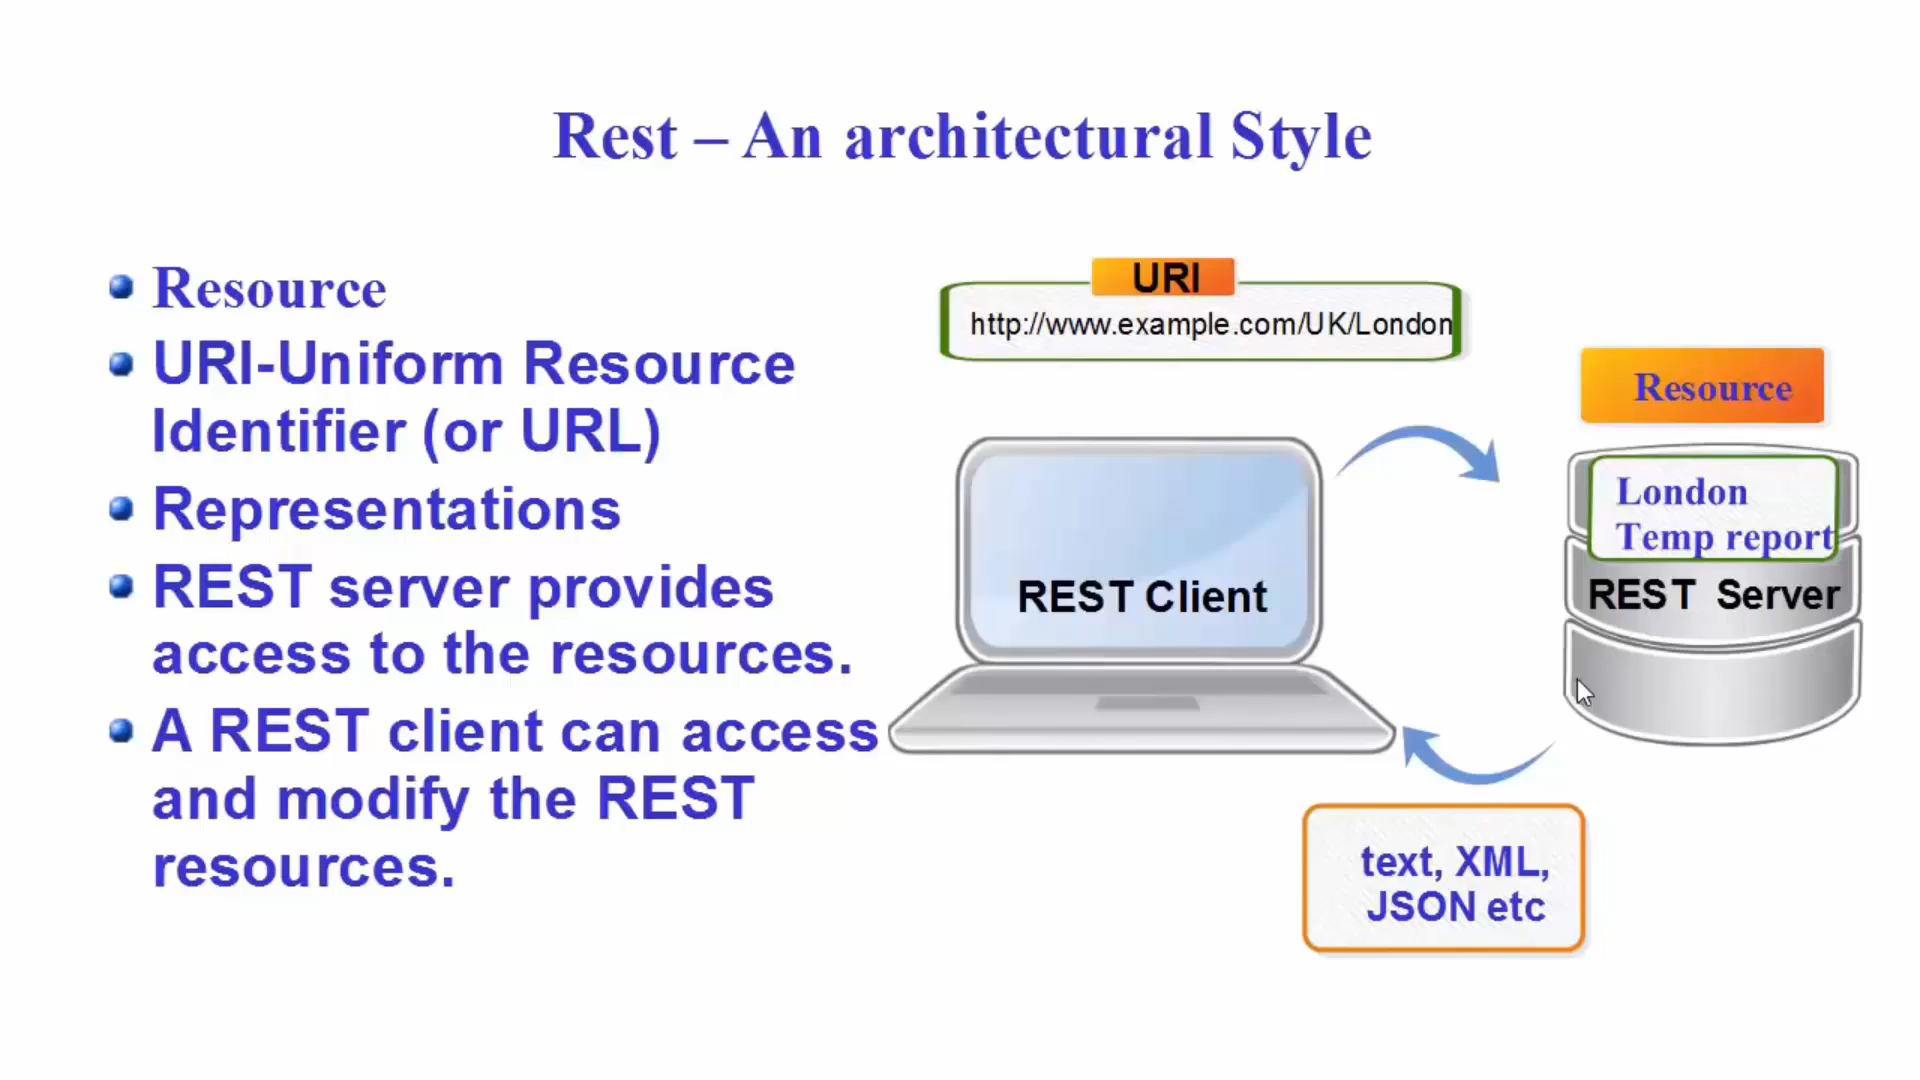 Rest – An architectural Style
Resource
URI-Uniform Resource
Identifier (or URL)
Representations
REST server provides
access to the resources.
A REST client can access
and modify the REST
resources.
URI
http://www.example.com/UK/London
Resource
London
Temp report
REST Server
REST Client
text, XML,
JSON etc